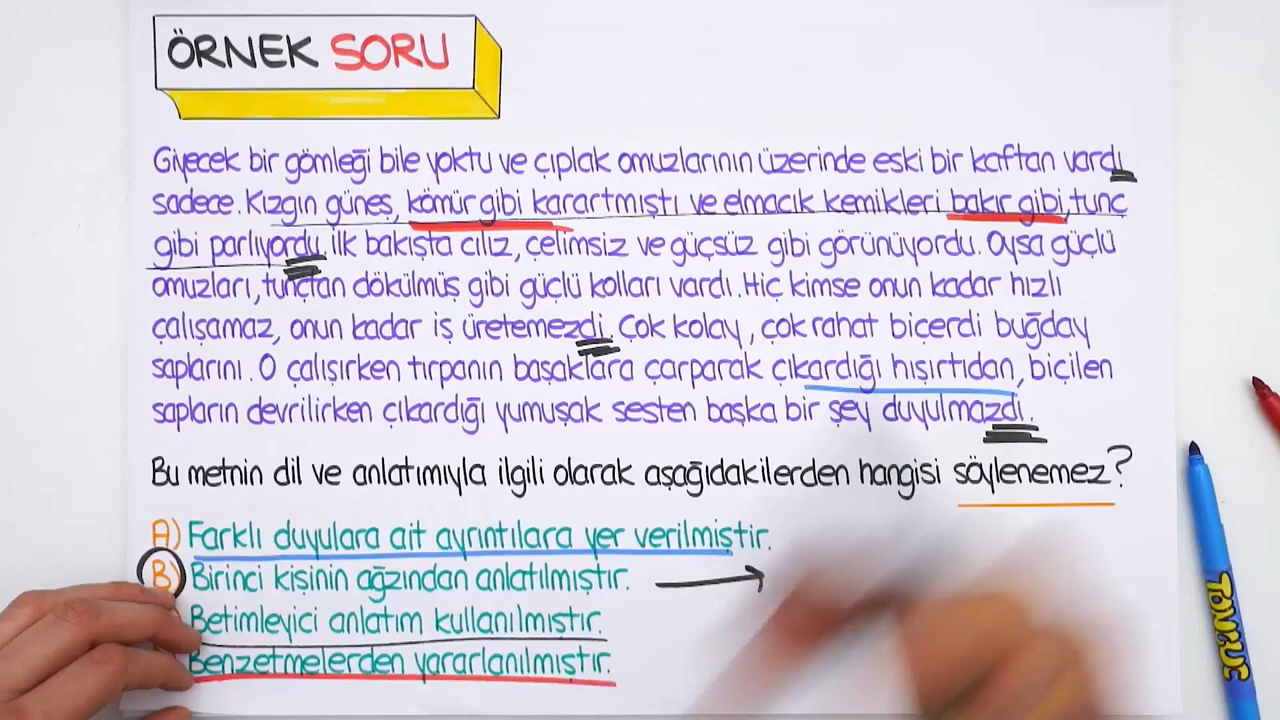 ÖRNEK SORU
Giyecek bir gömleği bile yoktu ve çıplak omuzlarının üzerinde eski bir kaftan vardı
sadece. Kızgın güneş, kömür gibi karartmıştı ve elmacık kemikleri bakır gibi, tunç
gibi parlıyordu. İlk bakışta cılız, çelimsiz ve güçsüz gibi görünüyordu. Oysa güçlü
omuzları, tunçtan dökülmüş gibi güçlü kolları vardı. Hiç kimse onun kadar hızlı
çalışamaz, onun kadar iş üretemezdi. Çok kolay, çok rahat biçerdi buğday
saplarını. O çalışırken tırpanın başaklara çarparak çıkardığı hışırtıdan, biçilen
sapların devrilirken çıkardığı yumuşak sesten başka bir şey duyulmazdı.
Bu metnin dil ve anlatımıyla ilgili olarak aşağıdakilerden hangisi söylenemez?
A) Farklı duyulara ait ayrıntılara yer verilmiştir.
B) Birinci kişinin ağzından anlatılmıştır.
Betimleyici anlatım kullanılmıştır.
Benzetmelerden yararlanılmıştır.
TONGUÇ